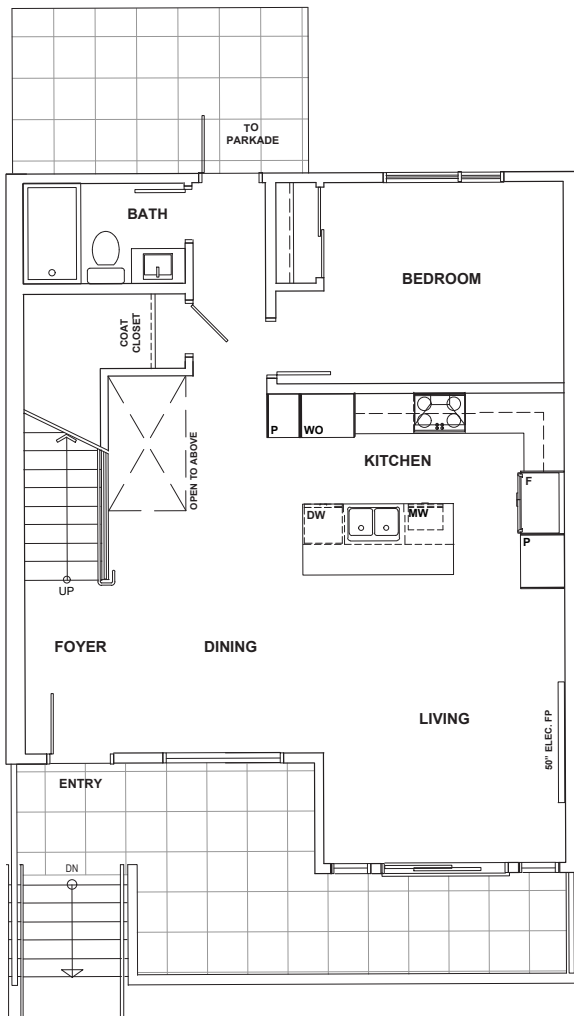 TO
PARKADE
BATH
BEDROOM
COAT
CLOSET
OPEN TO ABOVE
P
WO
KITCHEN
F
DW
MW
P
UP
FOYER
DINING
LIVING
50" ELEC. FP
ENTRY
DN